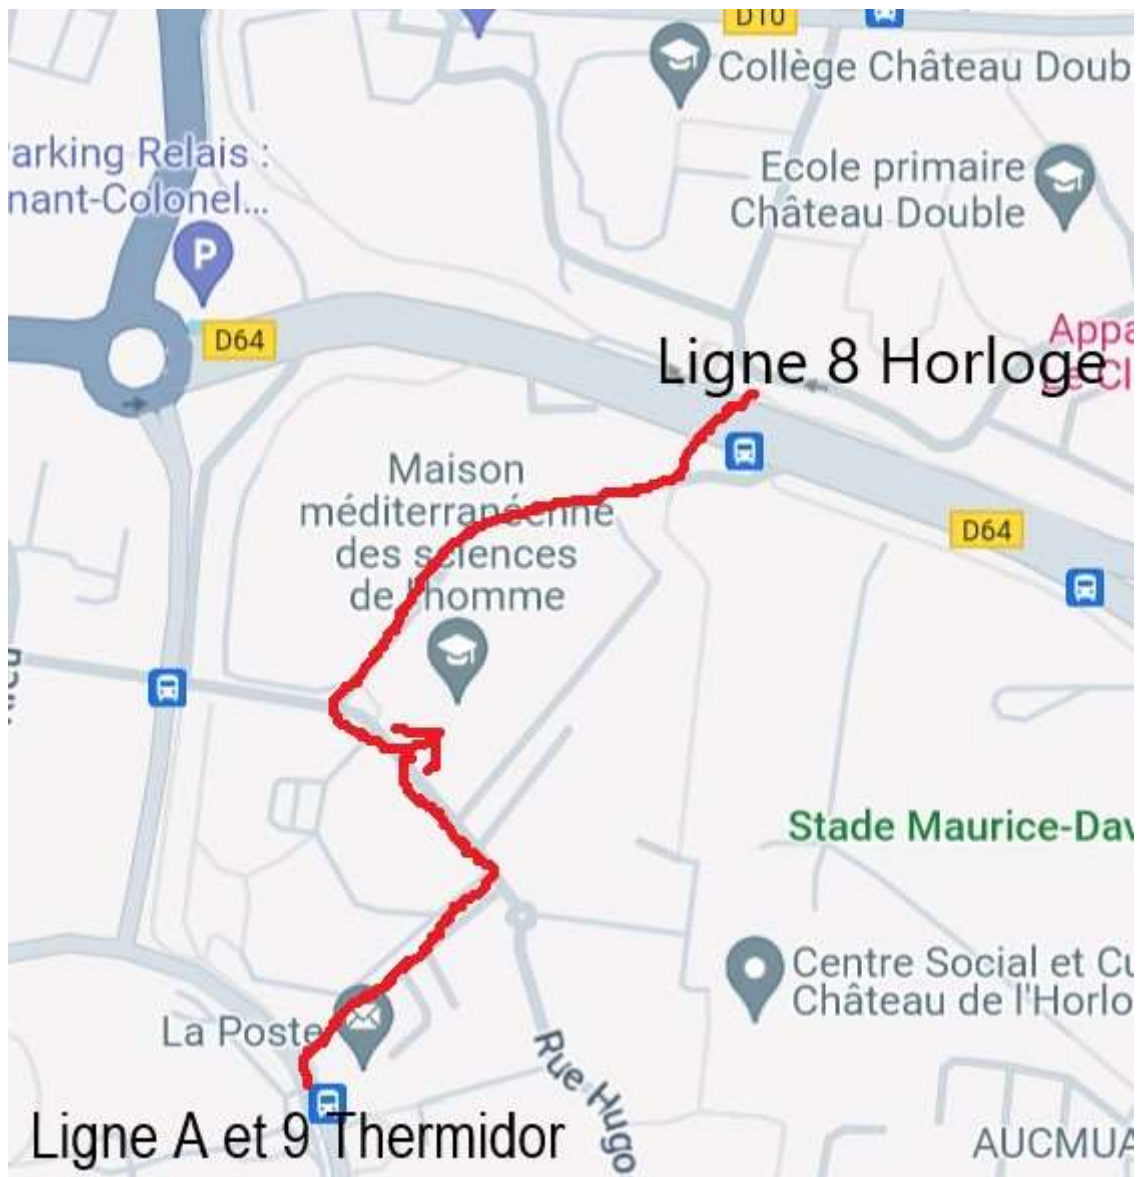 D10
Collège Château Doub
arking Relais :
nant-Colonel...
Ecole primaire
Château Double
P
D64
Appa
Ligne 8 Horloge
Cl
Maison
méditerranéenne
des sciences
de l'homme
D64
Stade Maurice-Dav
Centre Social et Cu
Château de l'Horlo
La Poste
Rue Hugo
Ligne A et 9 Thermidor
AUCMUA